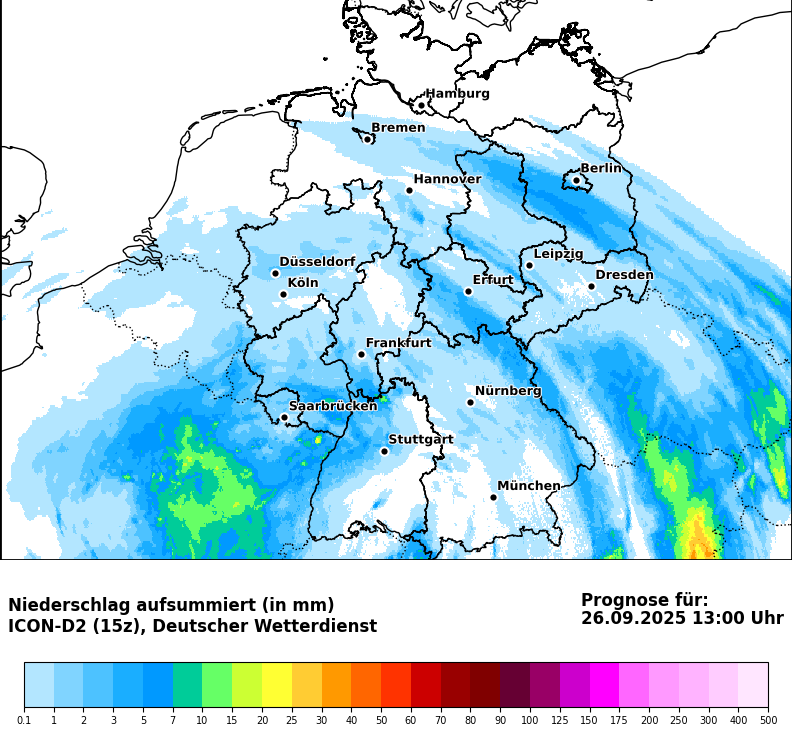 Hamburg
Bremen
Berlin
Hannover
Leipzig
Düsseldorf
Dresden
Köln
Erfurt
Frankfurt
Nürnberg
Saarbrücken
Stuttgart
München
Niederschlag aufsummiert (in mm)
ICON-D2 (15z), Deutscher Wetterdienst
Prognose für:
26.09.2025 13:00 Uhr
0.1 1 2 3 5 7 10 15 20 25 30 40 50 60 70 80 90 100 125 150 175 200 250 300 400 500